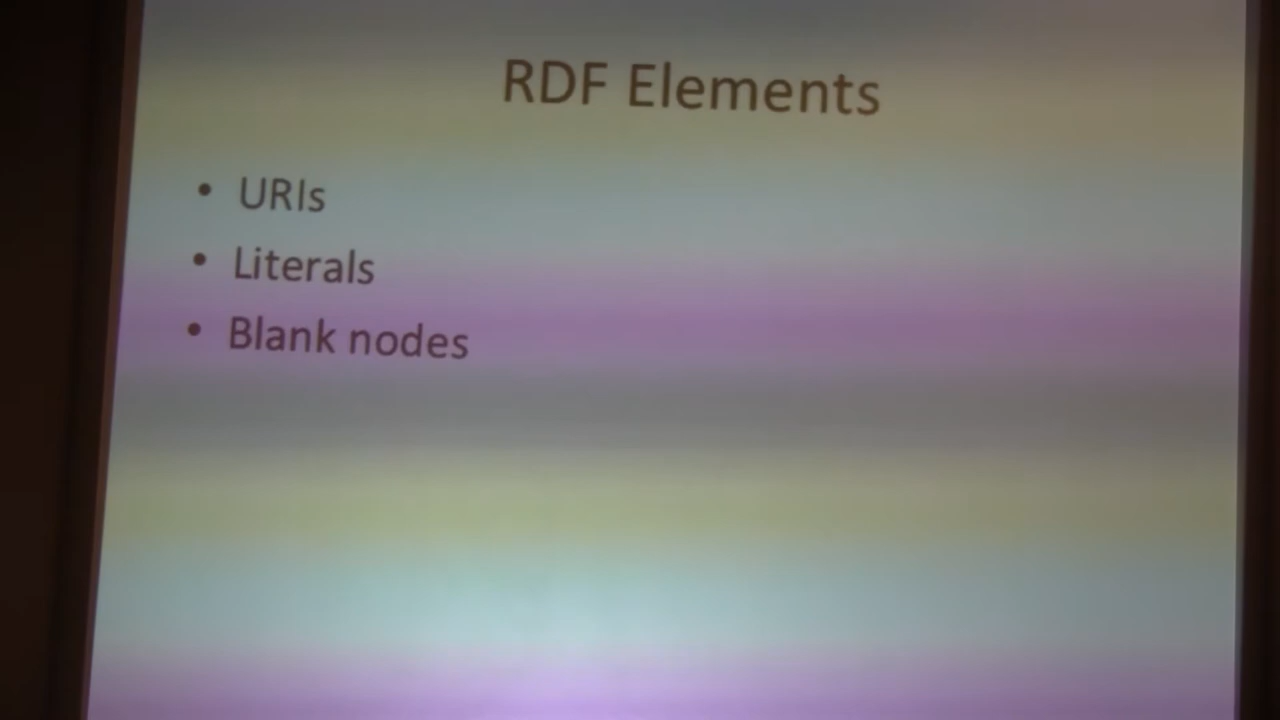 RDF Elements
• URIs
• Literals
• Blank nodes